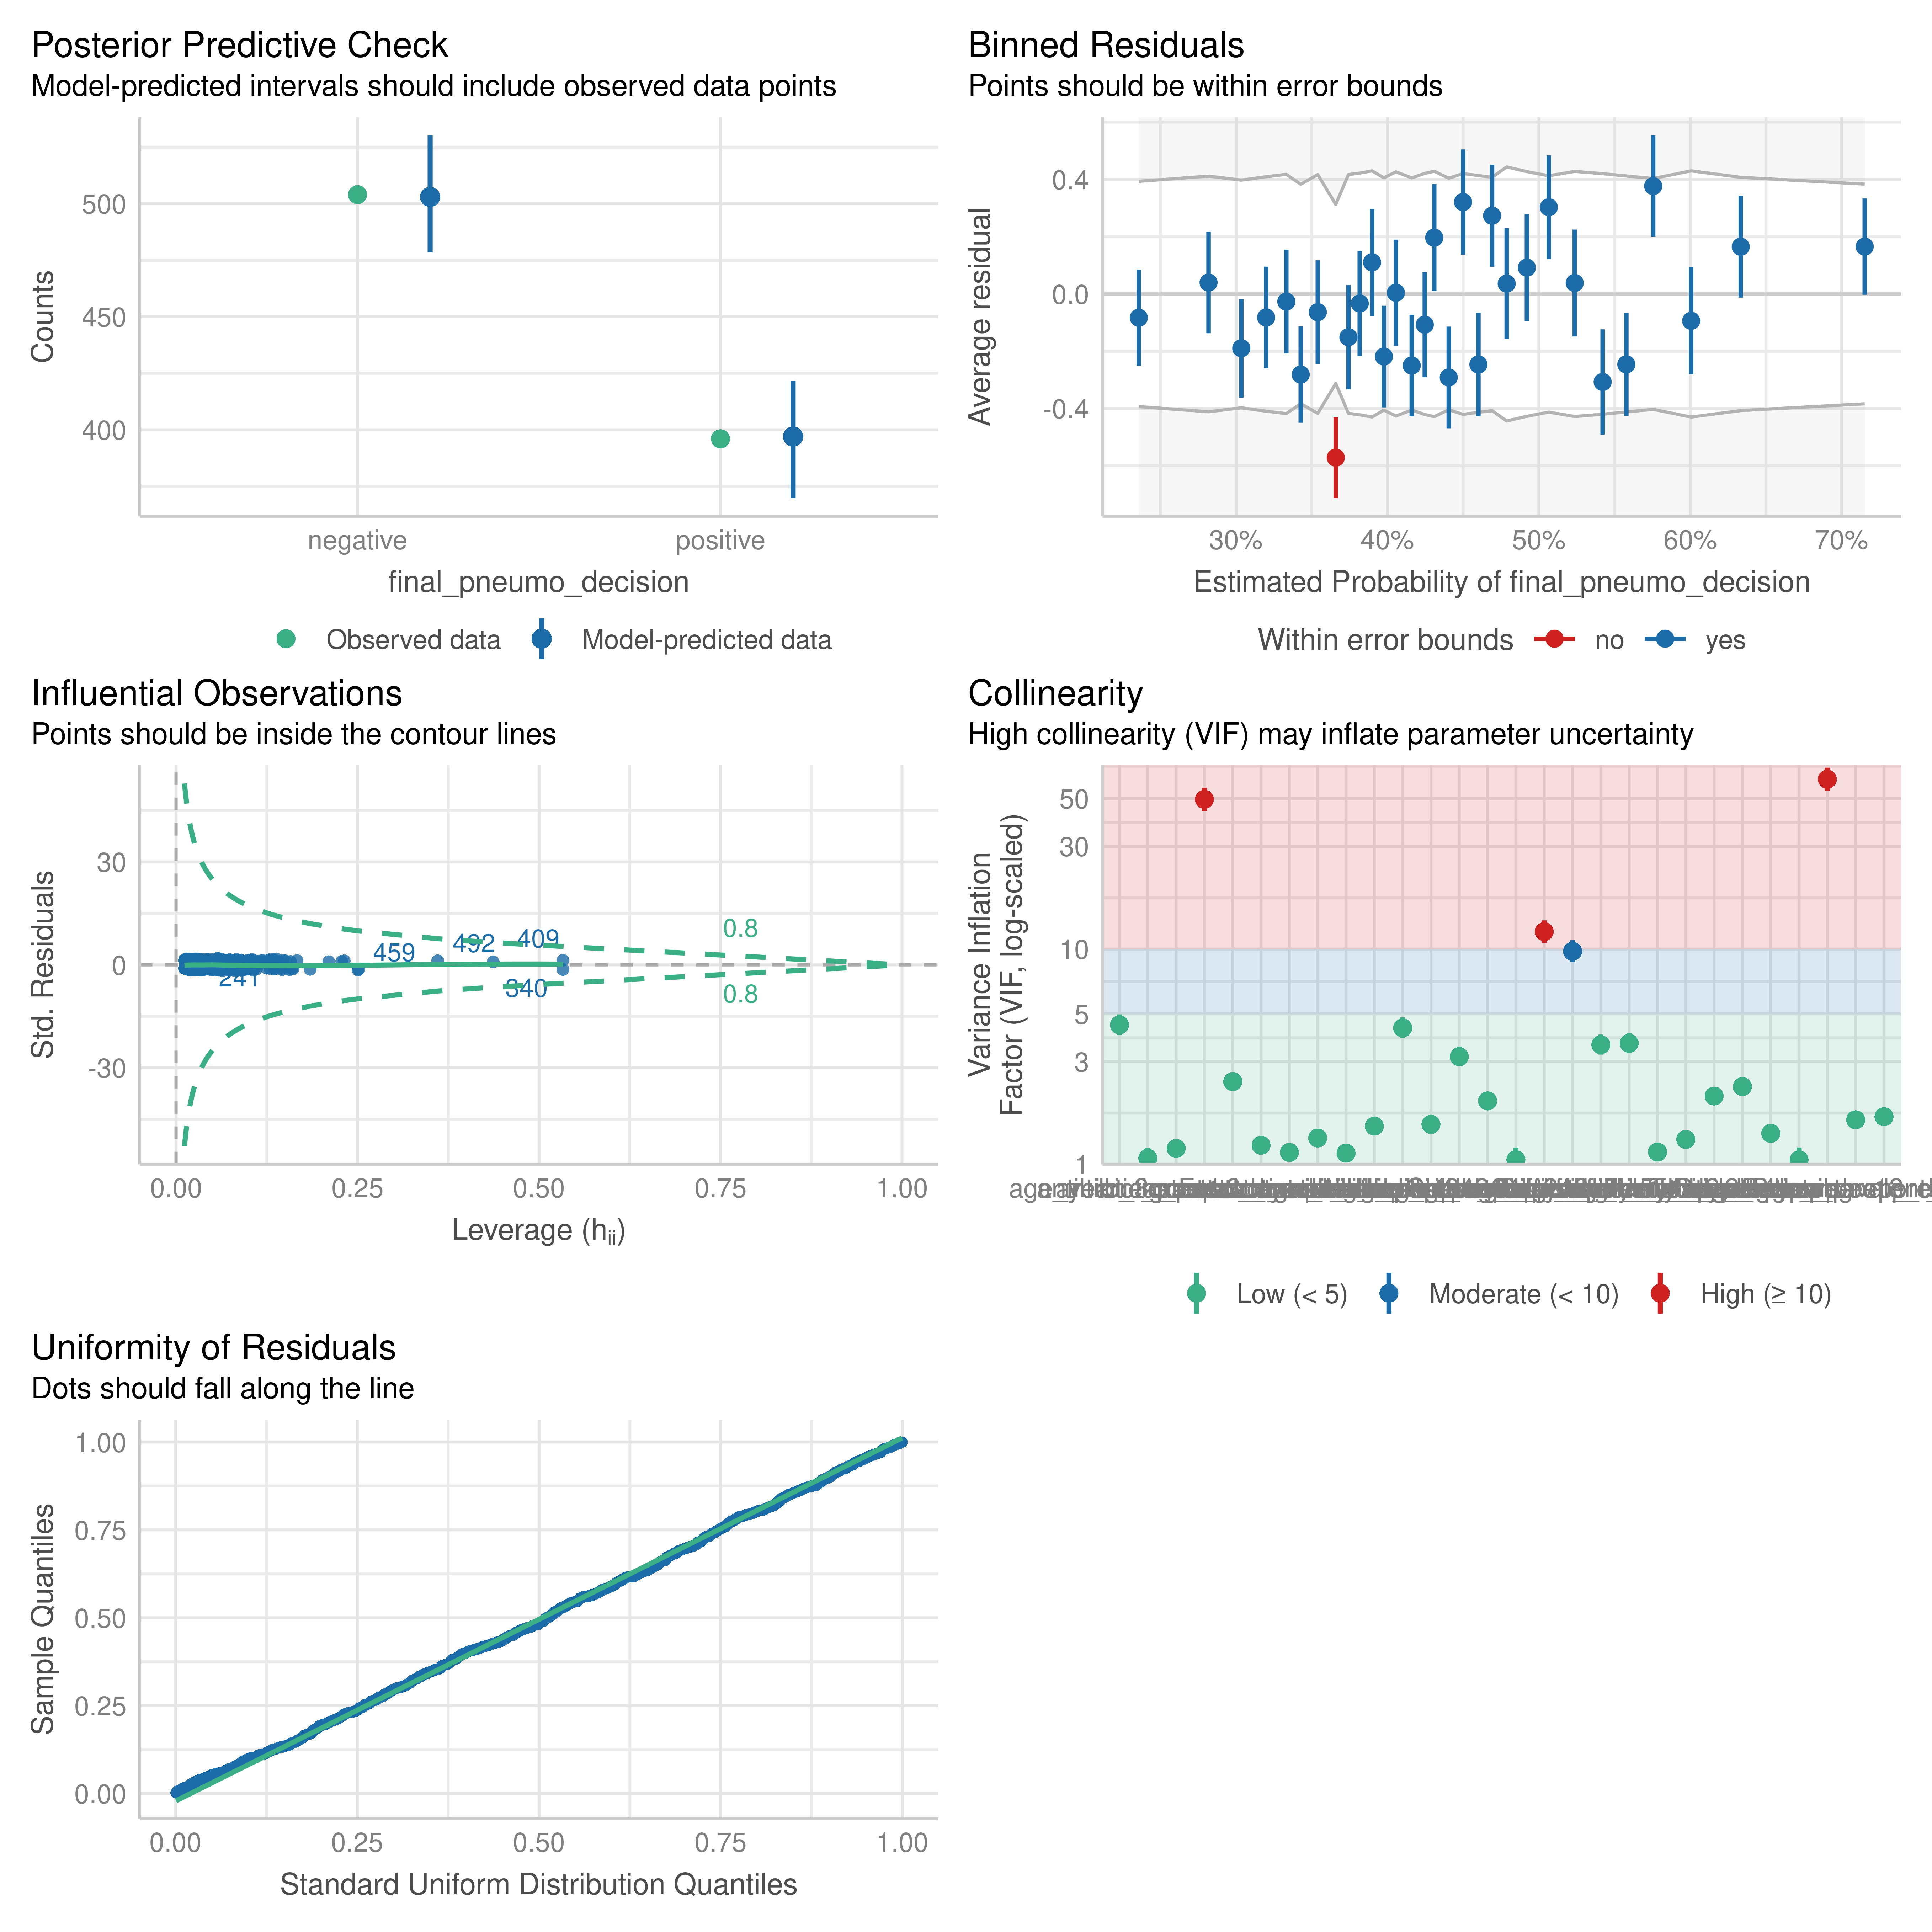 Posterior Predictive Check
Model-predicted intervals should include observed data points
500
450
400
Counts
negative
positive
final_pneumo_decision
Observed data
Model-predicted data
Binned Residuals
Points should be within error bounds
0.4
0.0
-0.4
Average residual
30%
40%
50%
60%
70%
Estimated Probability of final_pneumo_decision
Within error bounds
no
yes
Influential Observations
Points should be inside the contour lines
30
0
-30
Std. Residuals
459
492
409
241
340
0.8
0.8
0.00
0.25
0.50
0.75
1.00
Leverage (hii)
Collinearity
High collinearity (VIF) may inflate parameter uncertainty
50
30
10
5
3
1
Variance Inflation
Factor (VIF, log-scaled)
Low (< 5)
Moderate (< 10)
High (≥ 10)
Uniformity of Residuals
Dots should fall along the line
1.00
0.75
0.50
0.25
0.00
Sample Quantiles
0.00
0.25
0.50
0.75
1.00
Standard Uniform Distribution Quantiles